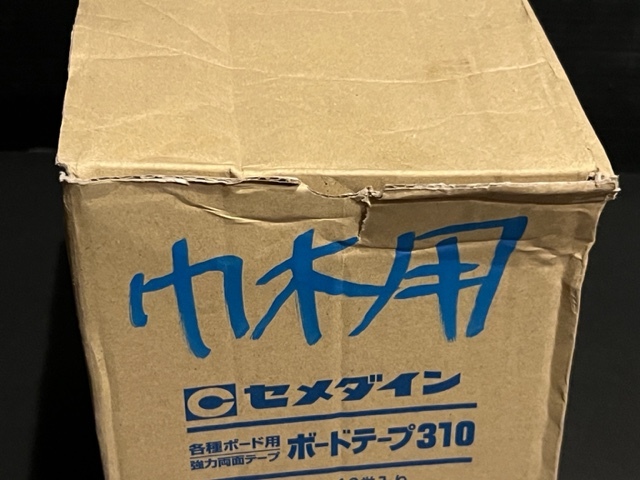 巾木用
セメダイン
各種ボード用
強力両面テープ
ボードテープ310